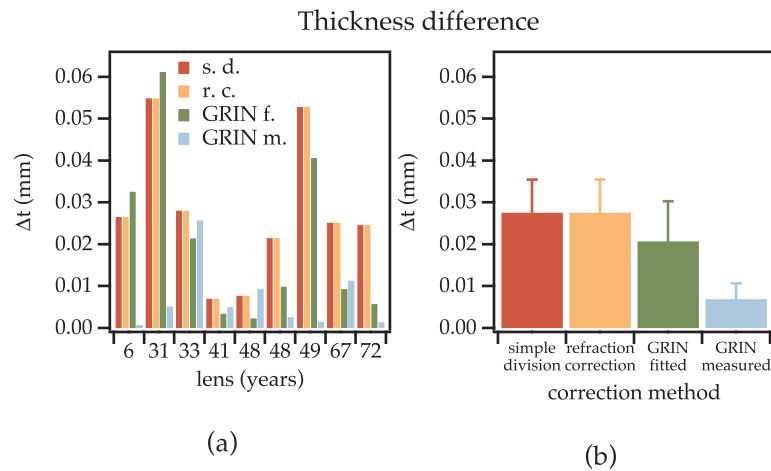 Thickness difference
0.06
0.05
0.04
0.03
0.02
0.01
0.00
Δt (mm)
s. d.
r. c.
GRIN f.
GRIN m.
6 31 33 41 48 48 49 67 72
lens (years)
(a)
0.06
0.05
0.04
0.03
0.02
0.01
0.00
Δt (mm)
simple refraction GRIN GRIN
division correction fitted measured
correction method
(b)